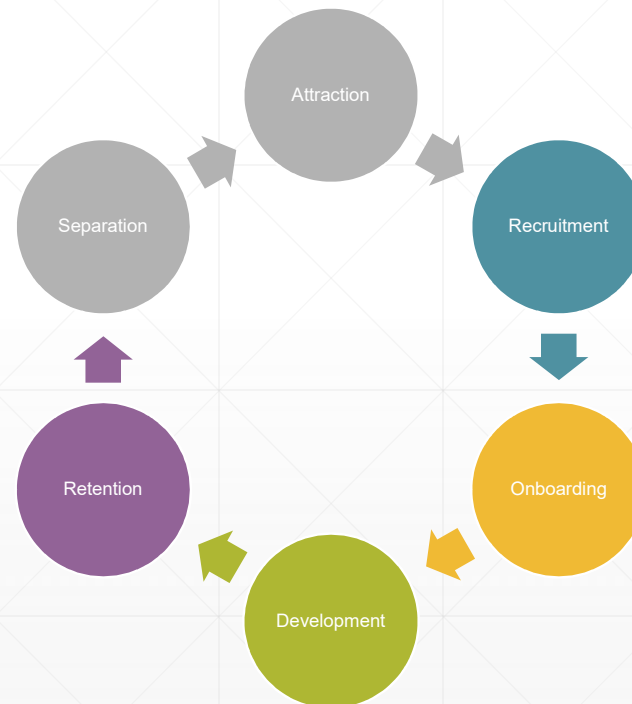 Attraction
Recruitment
Onboarding
Development
Retention
Separation